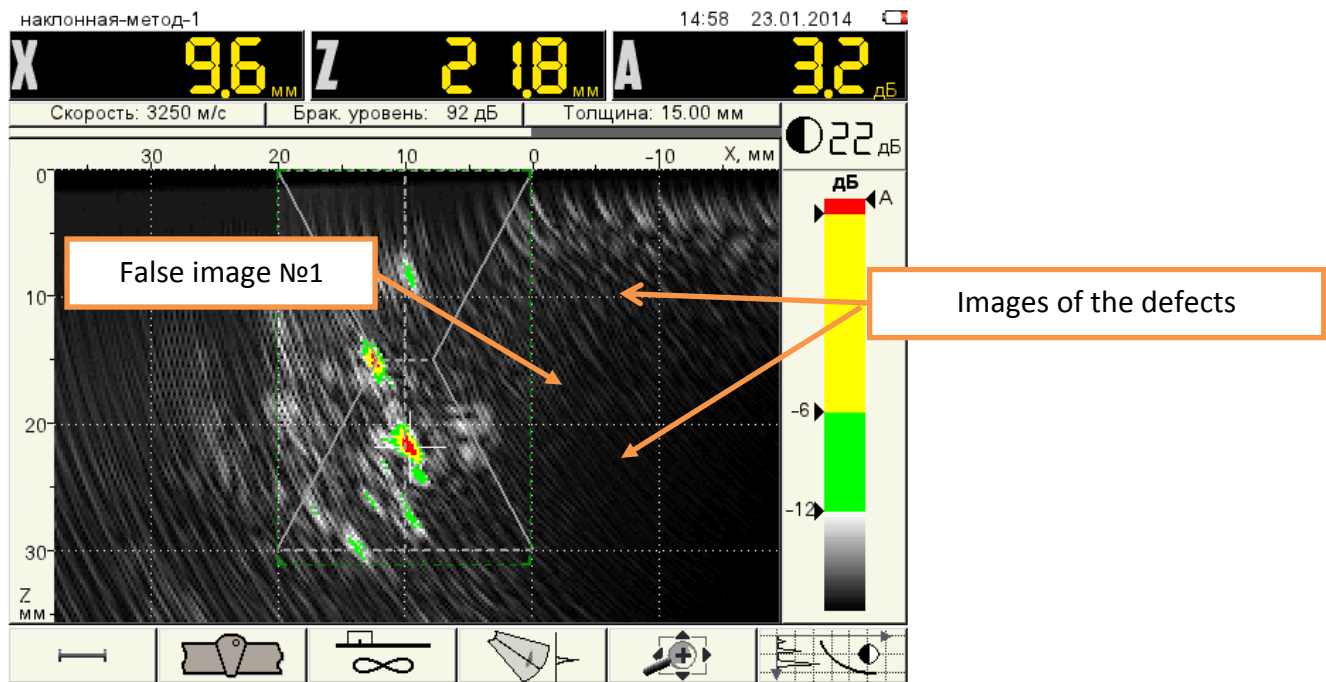 наклонная-метод-1 14:58 23.01.2014
X 9.6 мм Z 21.8 мм A 3.2 дБ
Скорость: 3250 м/с Брак. уровень: 92 дБ Толщина: 15.00 мм
22 дБ
30 20 10 0 -10 X, мм
0
10
20
30
Z
мм
дБ
A
-6
-12
False image №1
Images of the defects